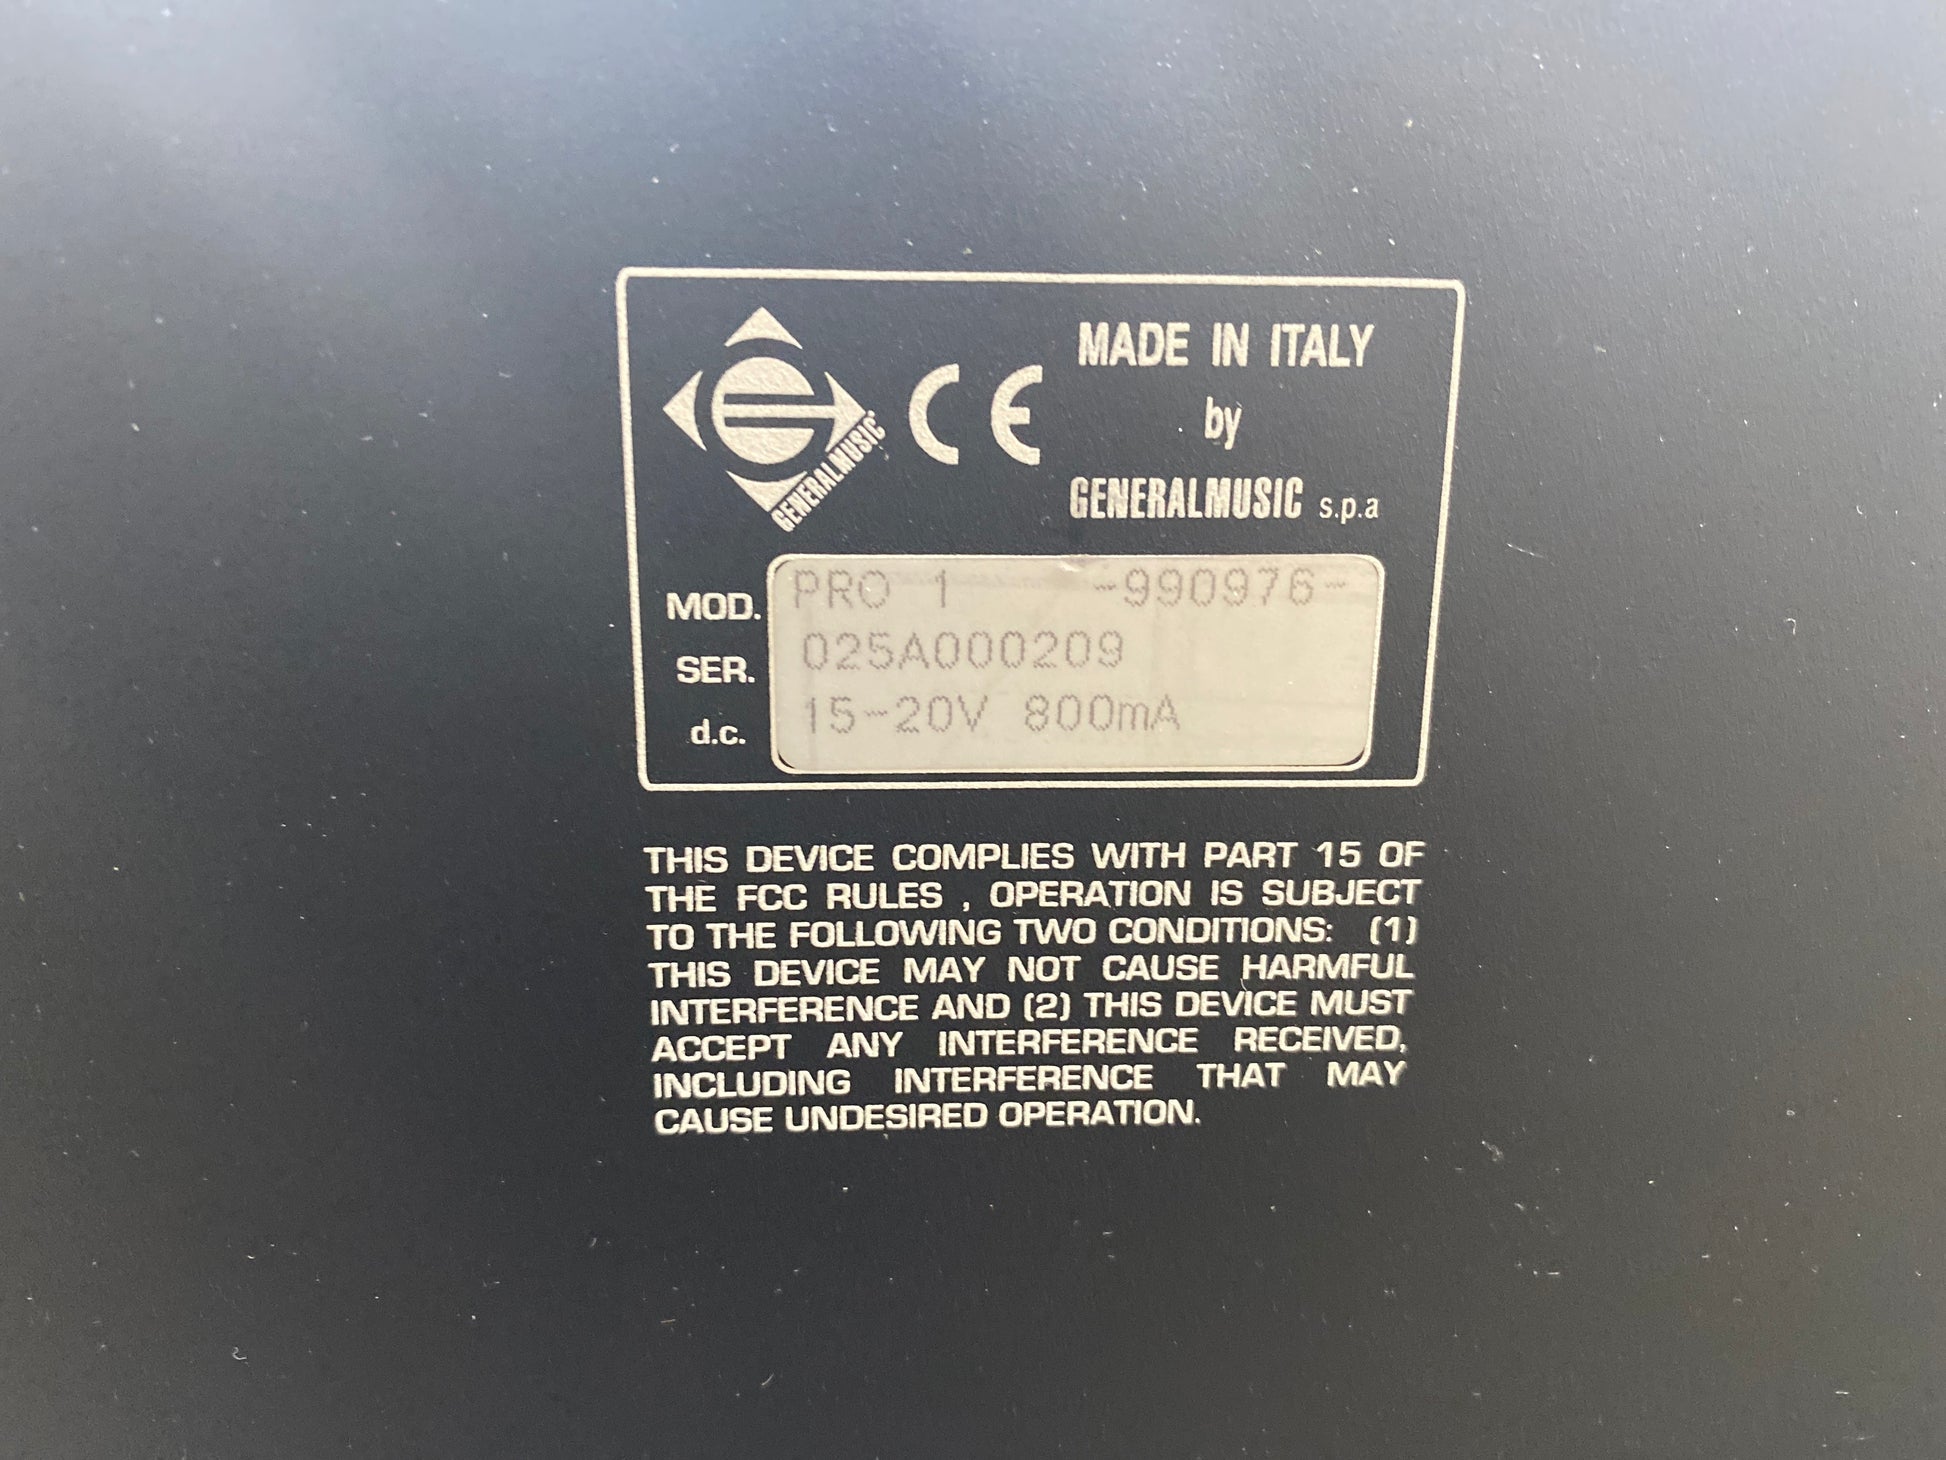 GENERALMUSIC
CE
MADE IN ITALY
by
GENERALMUSIC s.p.a
MOD. PRO 1 -990976-
SER. 025A000209
d.c. 15-20V 800mA
THIS DEVICE COMPLIES WITH PART 15 OF
THE FCC RULES , OPERATION IS SUBJECT
TO THE FOLLOWING TWO CONDITIONS: (1)
THIS DEVICE MAY NOT CAUSE HARMFUL
INTERFERENCE AND (2) THIS DEVICE MUST
ACCEPT ANY INTERFERENCE RECEIVED,
INCLUDING INTERFERENCE THAT MAY
CAUSE UNDESIRED OPERATION.